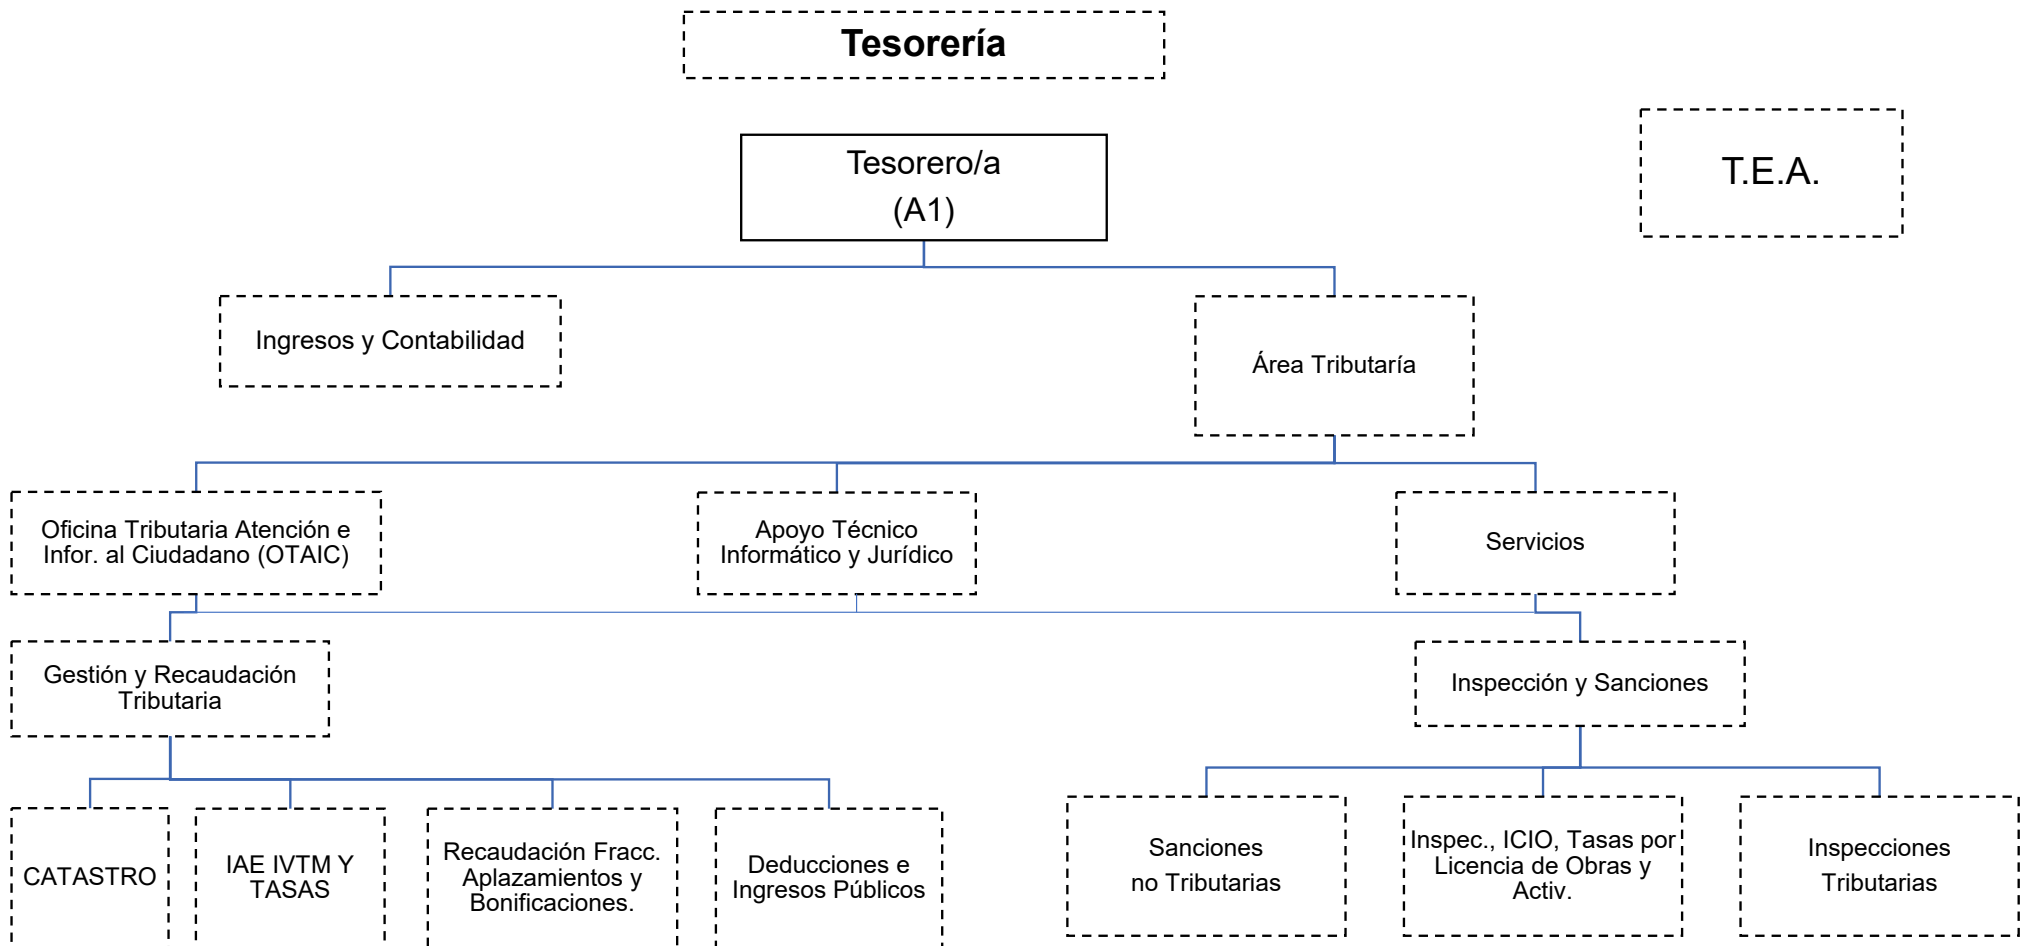 Tesorería
T.E.A.
Tesorero/a
(A1)
Ingresos y Contabilidad
Área Tributaría
Oficina Tributaria Atención e
Infor. al Ciudadano (OTAIC)
Apoyo Técnico
Informático y Jurídico
Servicios
Gestión y Recaudación
Tributaria
Inspección y Sanciones
CATASTRO
IAE IVTM Y
TASAS
Recaudación Fracc.
Aplazamientos y
Bonificaciones.
Deducciones e
Ingresos Públicos
Sanciones
no Tributarias
Inspec., ICIO, Tasas por
Licencia de Obras y
Activ.
Inspecciones
Tributarias